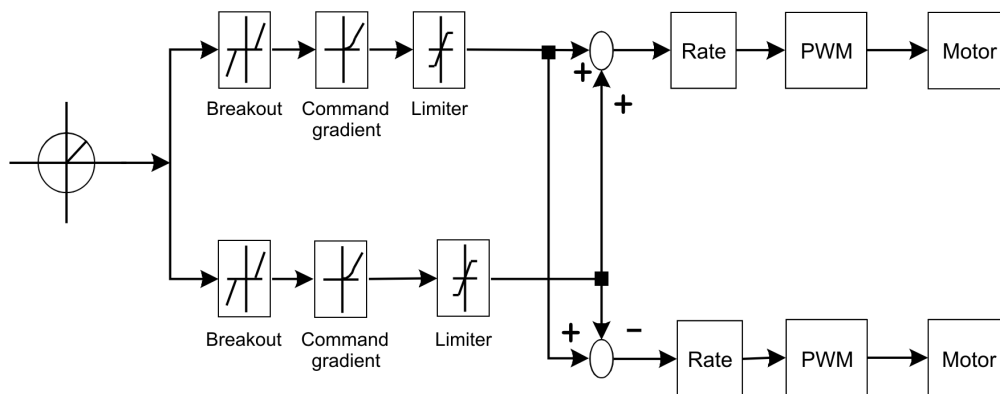 Rate
PWM
Motor
Breakout
Command
gradient
Limiter
+
+
Breakout
Command
gradient
Limiter
+
−
Rate
PWM
Motor